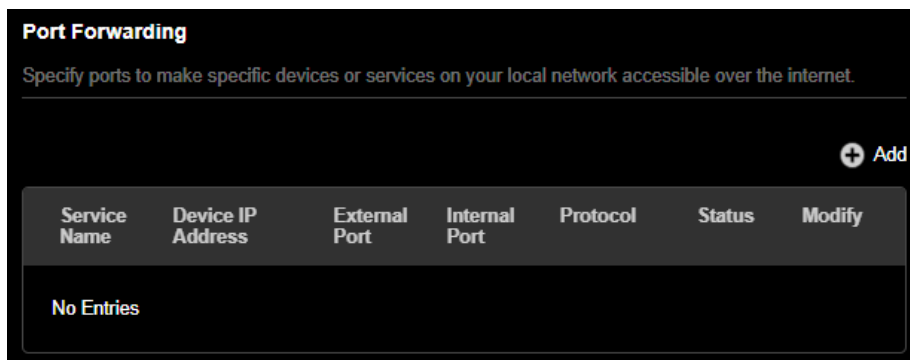 Port Forwarding
Specify ports to make specific devices or services on your local network accessible over the internet.
Add
Service Name Device IP Address External Port Internal Port Protocol Status Modify
No Entries